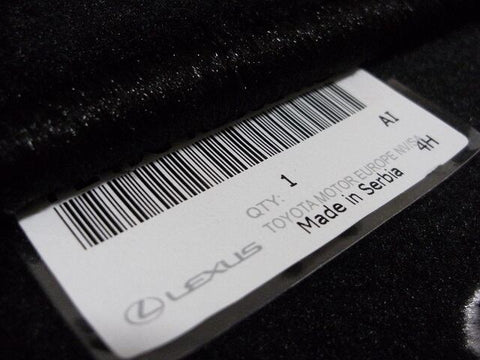 AI
QTY: 1
TOYOTA MOTOR EUROPE NV/SA
4H
Made in Serbia
LEXUS